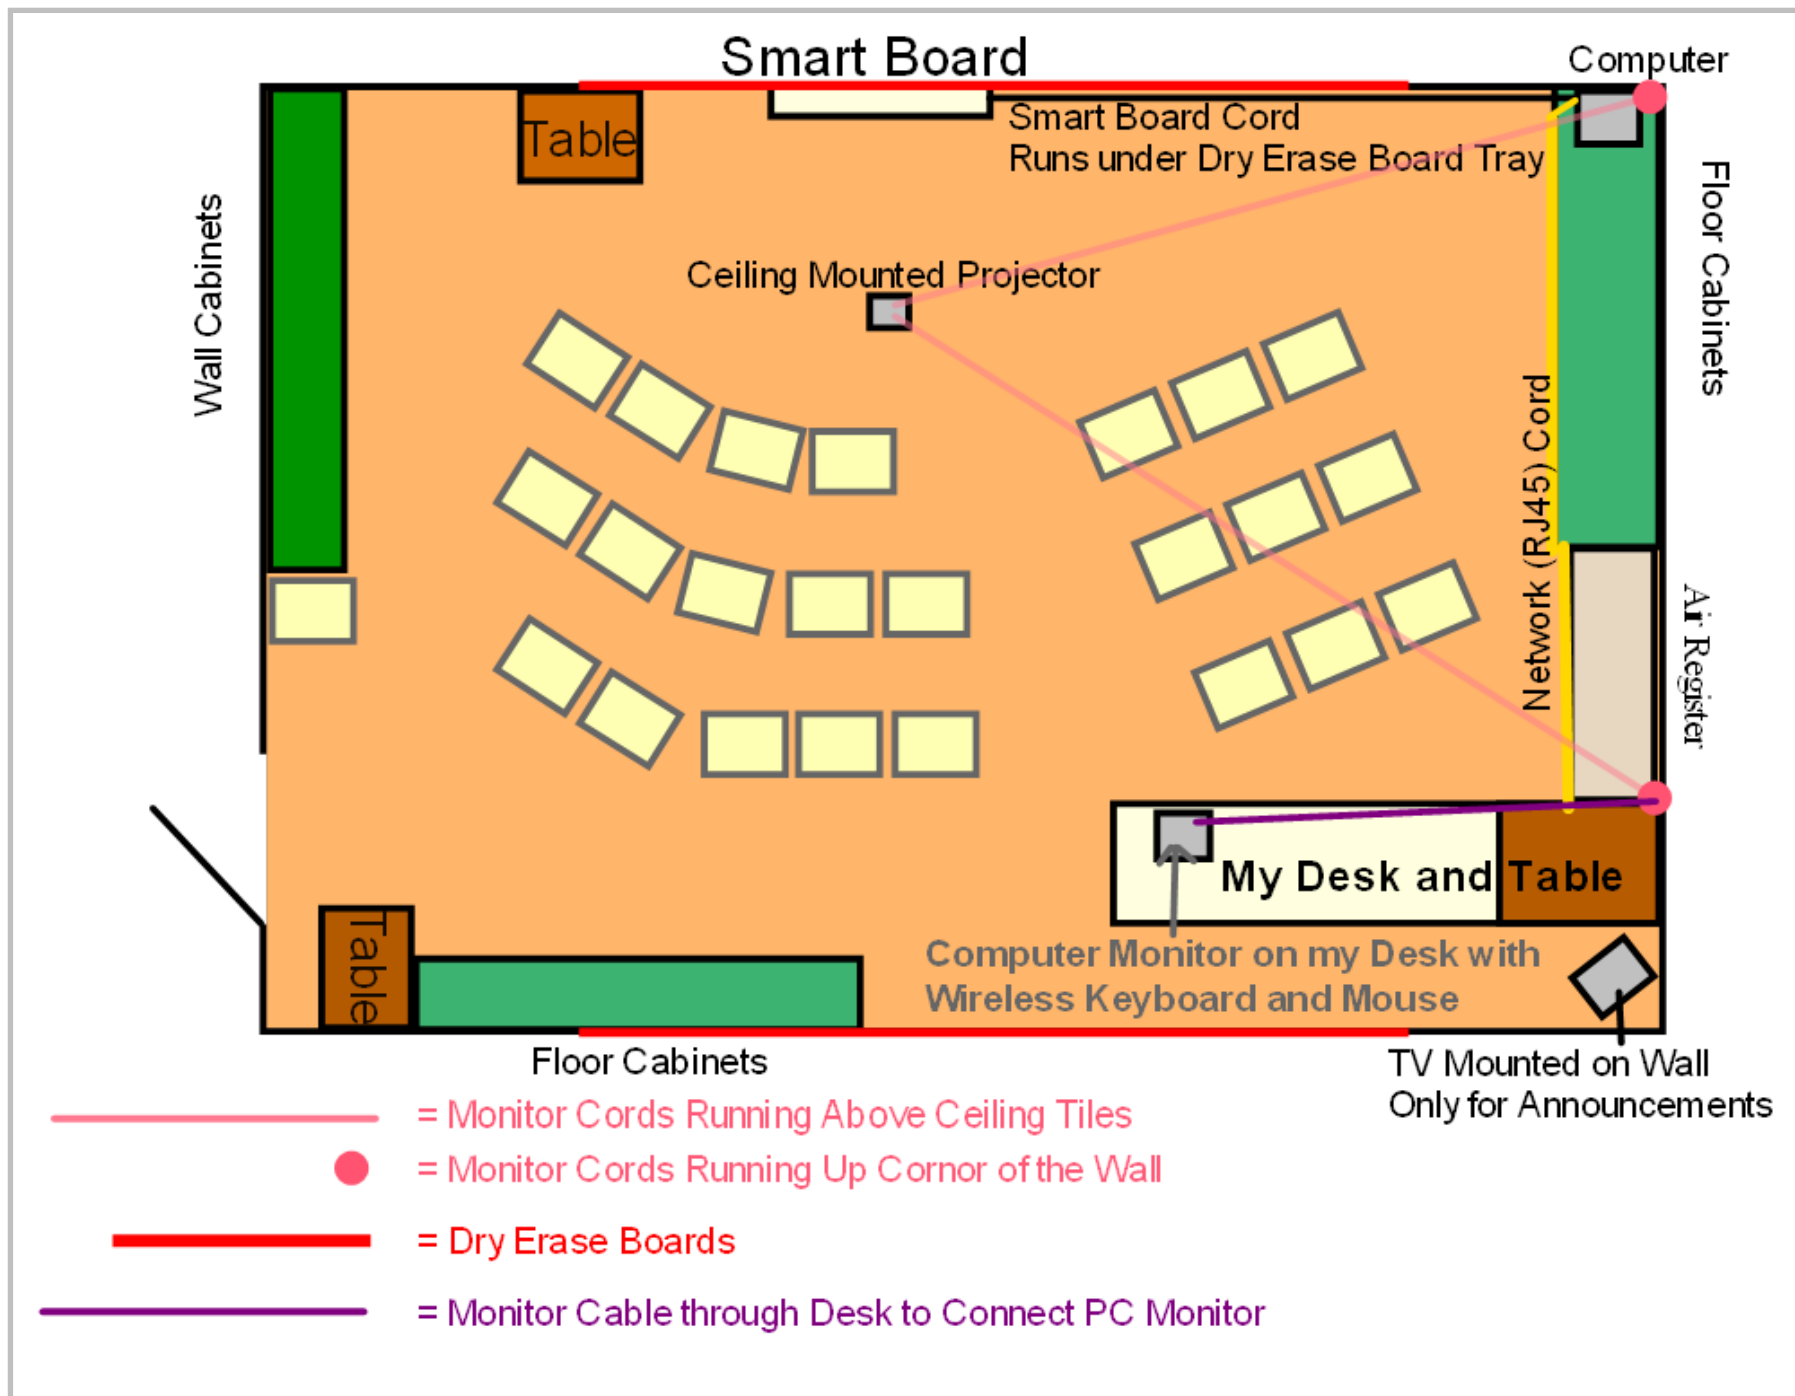 Smart Board
Computer
Table
Smart Board Cord
Runs under Dry Erase Board Tray
Wall Cabinets
Floor Cabinets
Ceiling Mounted Projector
Network (RJ45) Cord
Air Register
My Desk and Table
Table
Computer Monitor on my Desk with
Wireless Keyboard and Mouse
Floor Cabinets
TV Mounted on Wall
Only for Announcements
= Monitor Cords Running Above Ceiling Tiles
= Monitor Cords Running Up Cornor of the Wall
= Dry Erase Boards
= Monitor Cable through Desk to Connect PC Monitor